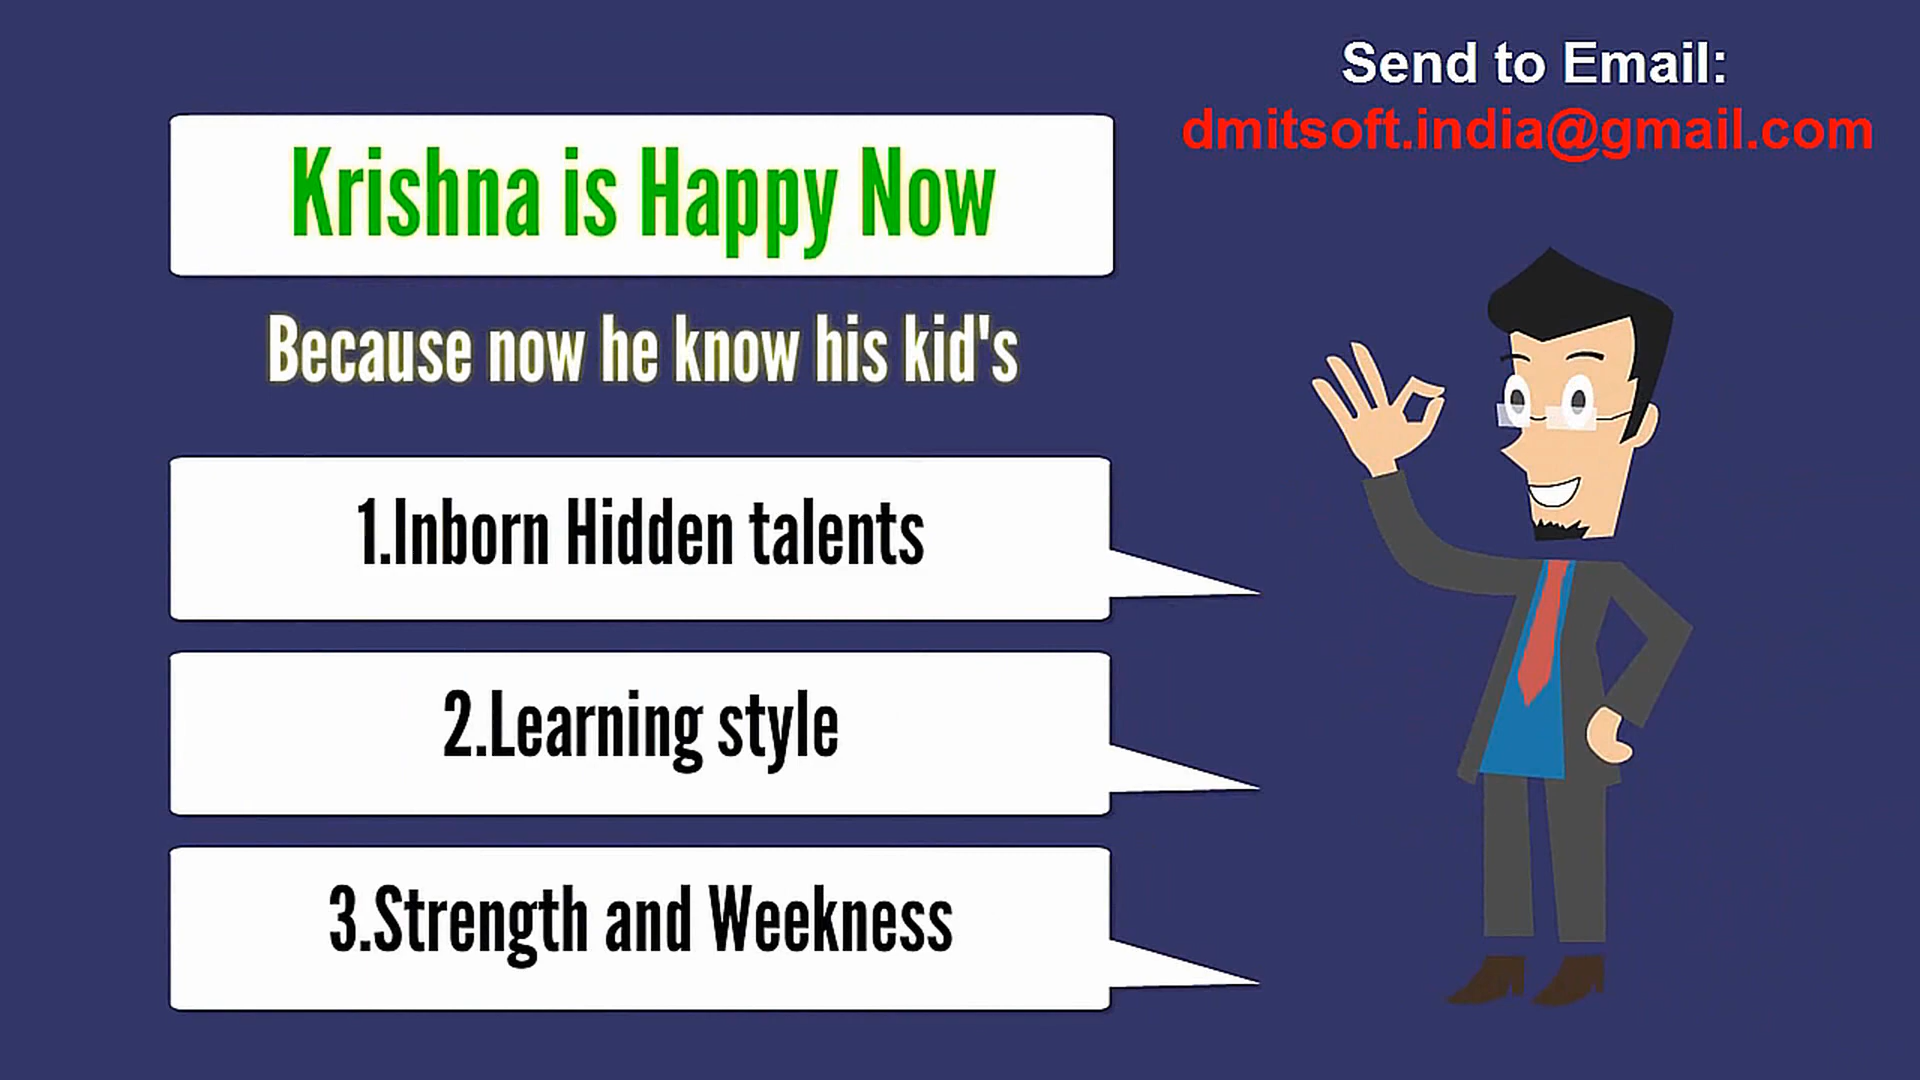 Send to Email:
dmitsoft.india@gmail.com
Krishna is Happy Now
Because now he know his kid's
1.Inborn Hidden talents
2.Learning style
3.Strength and Weekness